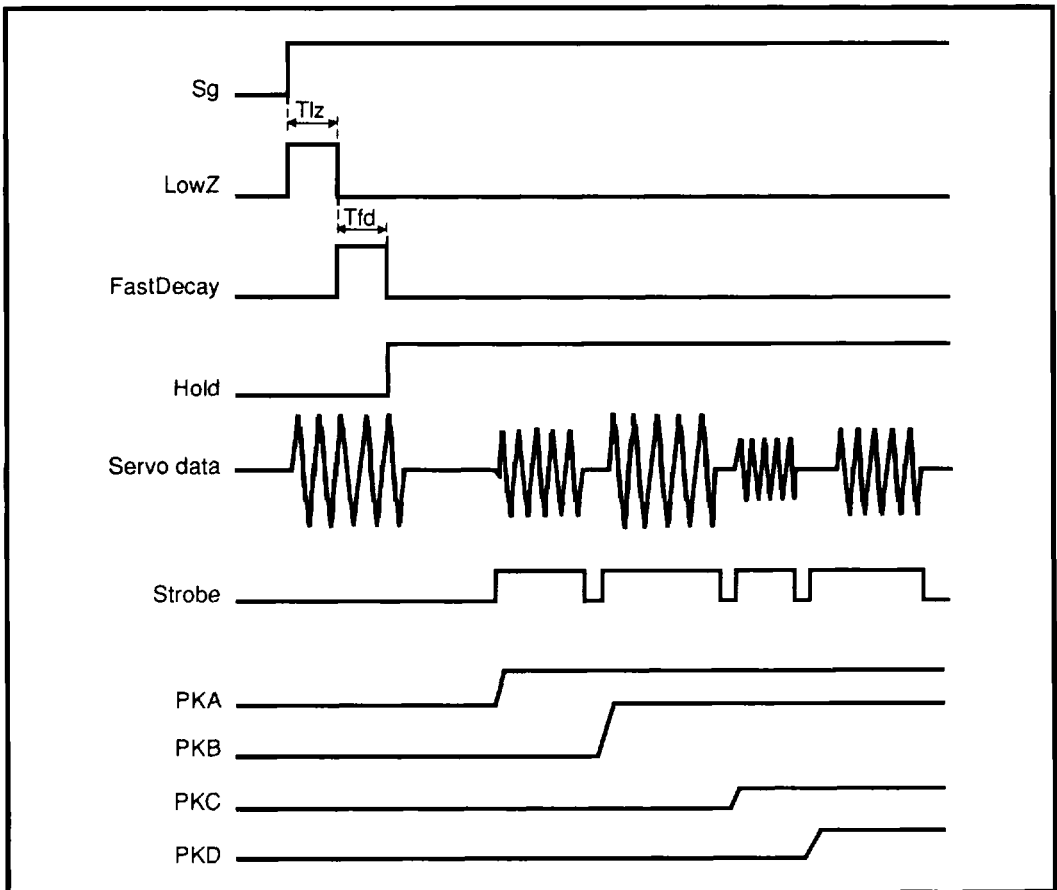 Sg
Tlz
LowZ
Tfd
FastDecay
Hold
Servo data
Strobe
PKA
PKB
PKC
PKD